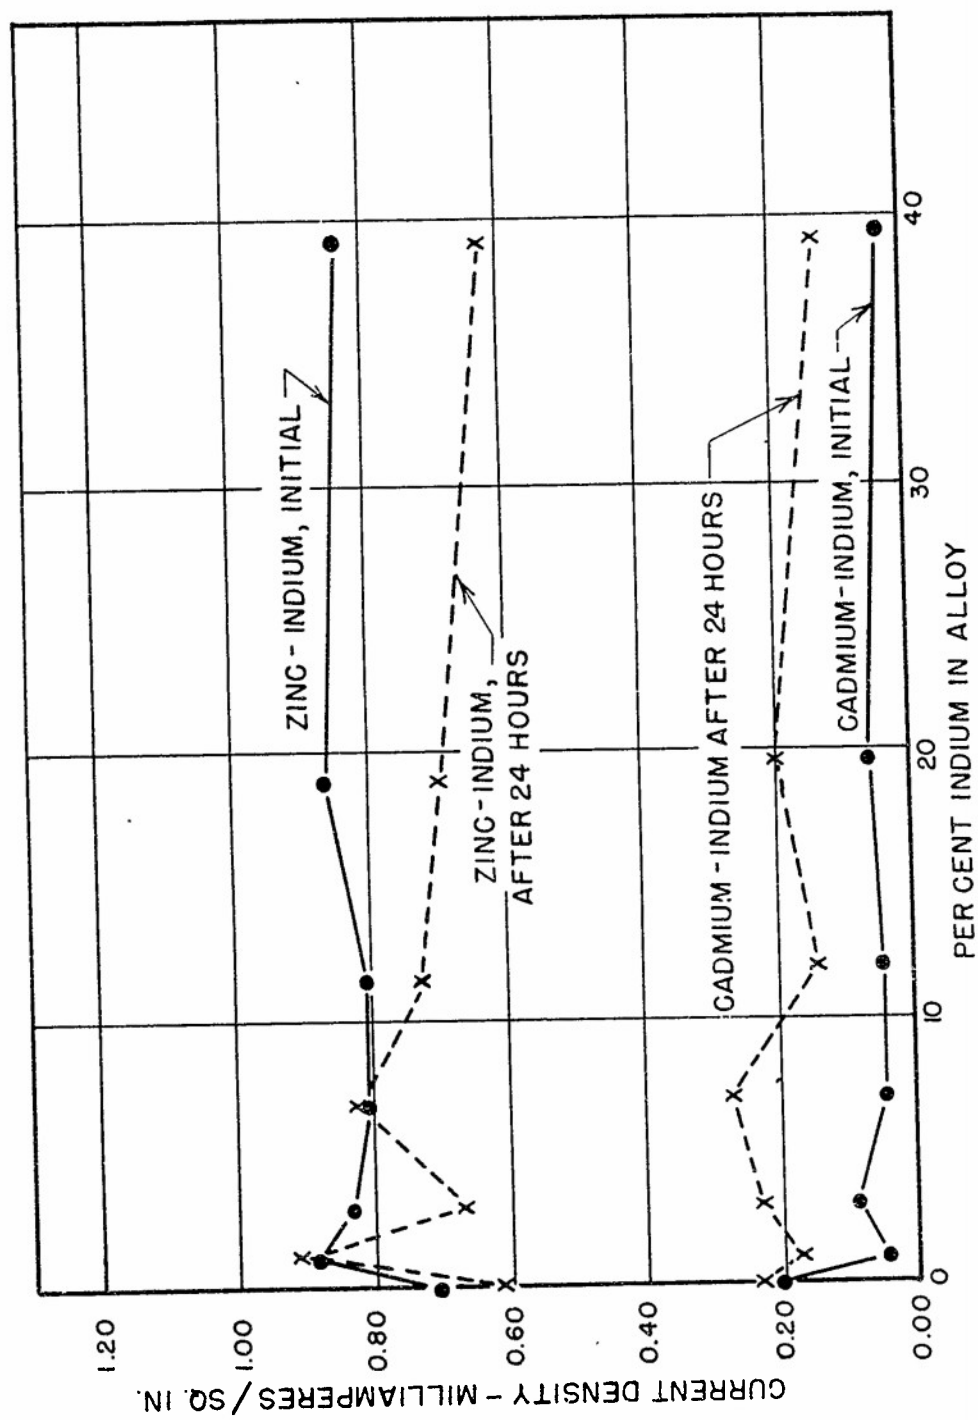 CURRENT DENSITY - MILLIAMPERES / SQ. IN.
1.20
1.00
0.80
0.60
0.40
0.20
0.00
ZINC - INDIUM, INITIAL
ZINC-INDIUM,
AFTER 24 HOURS
CADMIUM - INDIUM AFTER 24 HOURS
CADMIUM-INDIUM, INITIAL
0
10
20
30
40
PER CENT INDIUM IN ALLOY